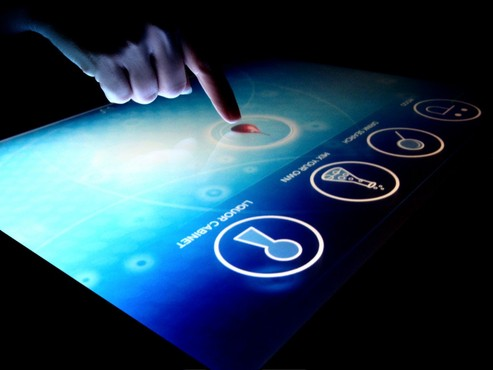 LIQUOR CABINET
MIX YOUR OWN
DRINK SEARCH